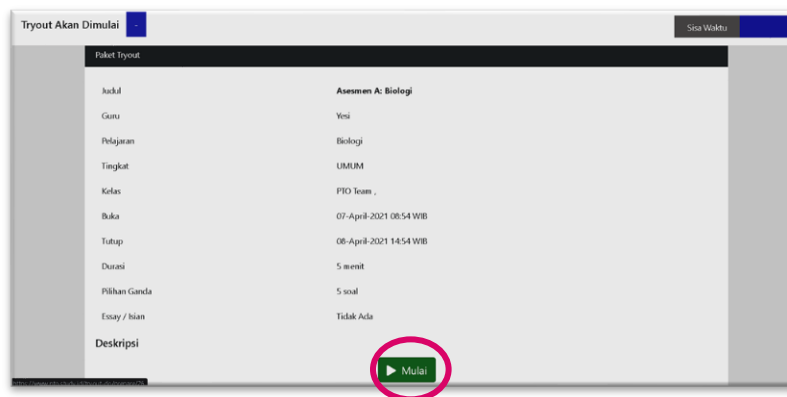 Tryout Akan Dimulai -
Sisa Waktu
Paket Tryout
Judul Asesmen A: Biologi
Guru Yesi
Pelajaran Biologi
Tingkat UMUM
Kelas PTO Team ,
Buka 07-April-2021 08:54 WIB
Tutup 08-April-2021 14:54 WIB
Durasi 5 menit
Pilihan Ganda 5 soal
Essay / Isian Tidak Ada
Deskripsi
Mulai